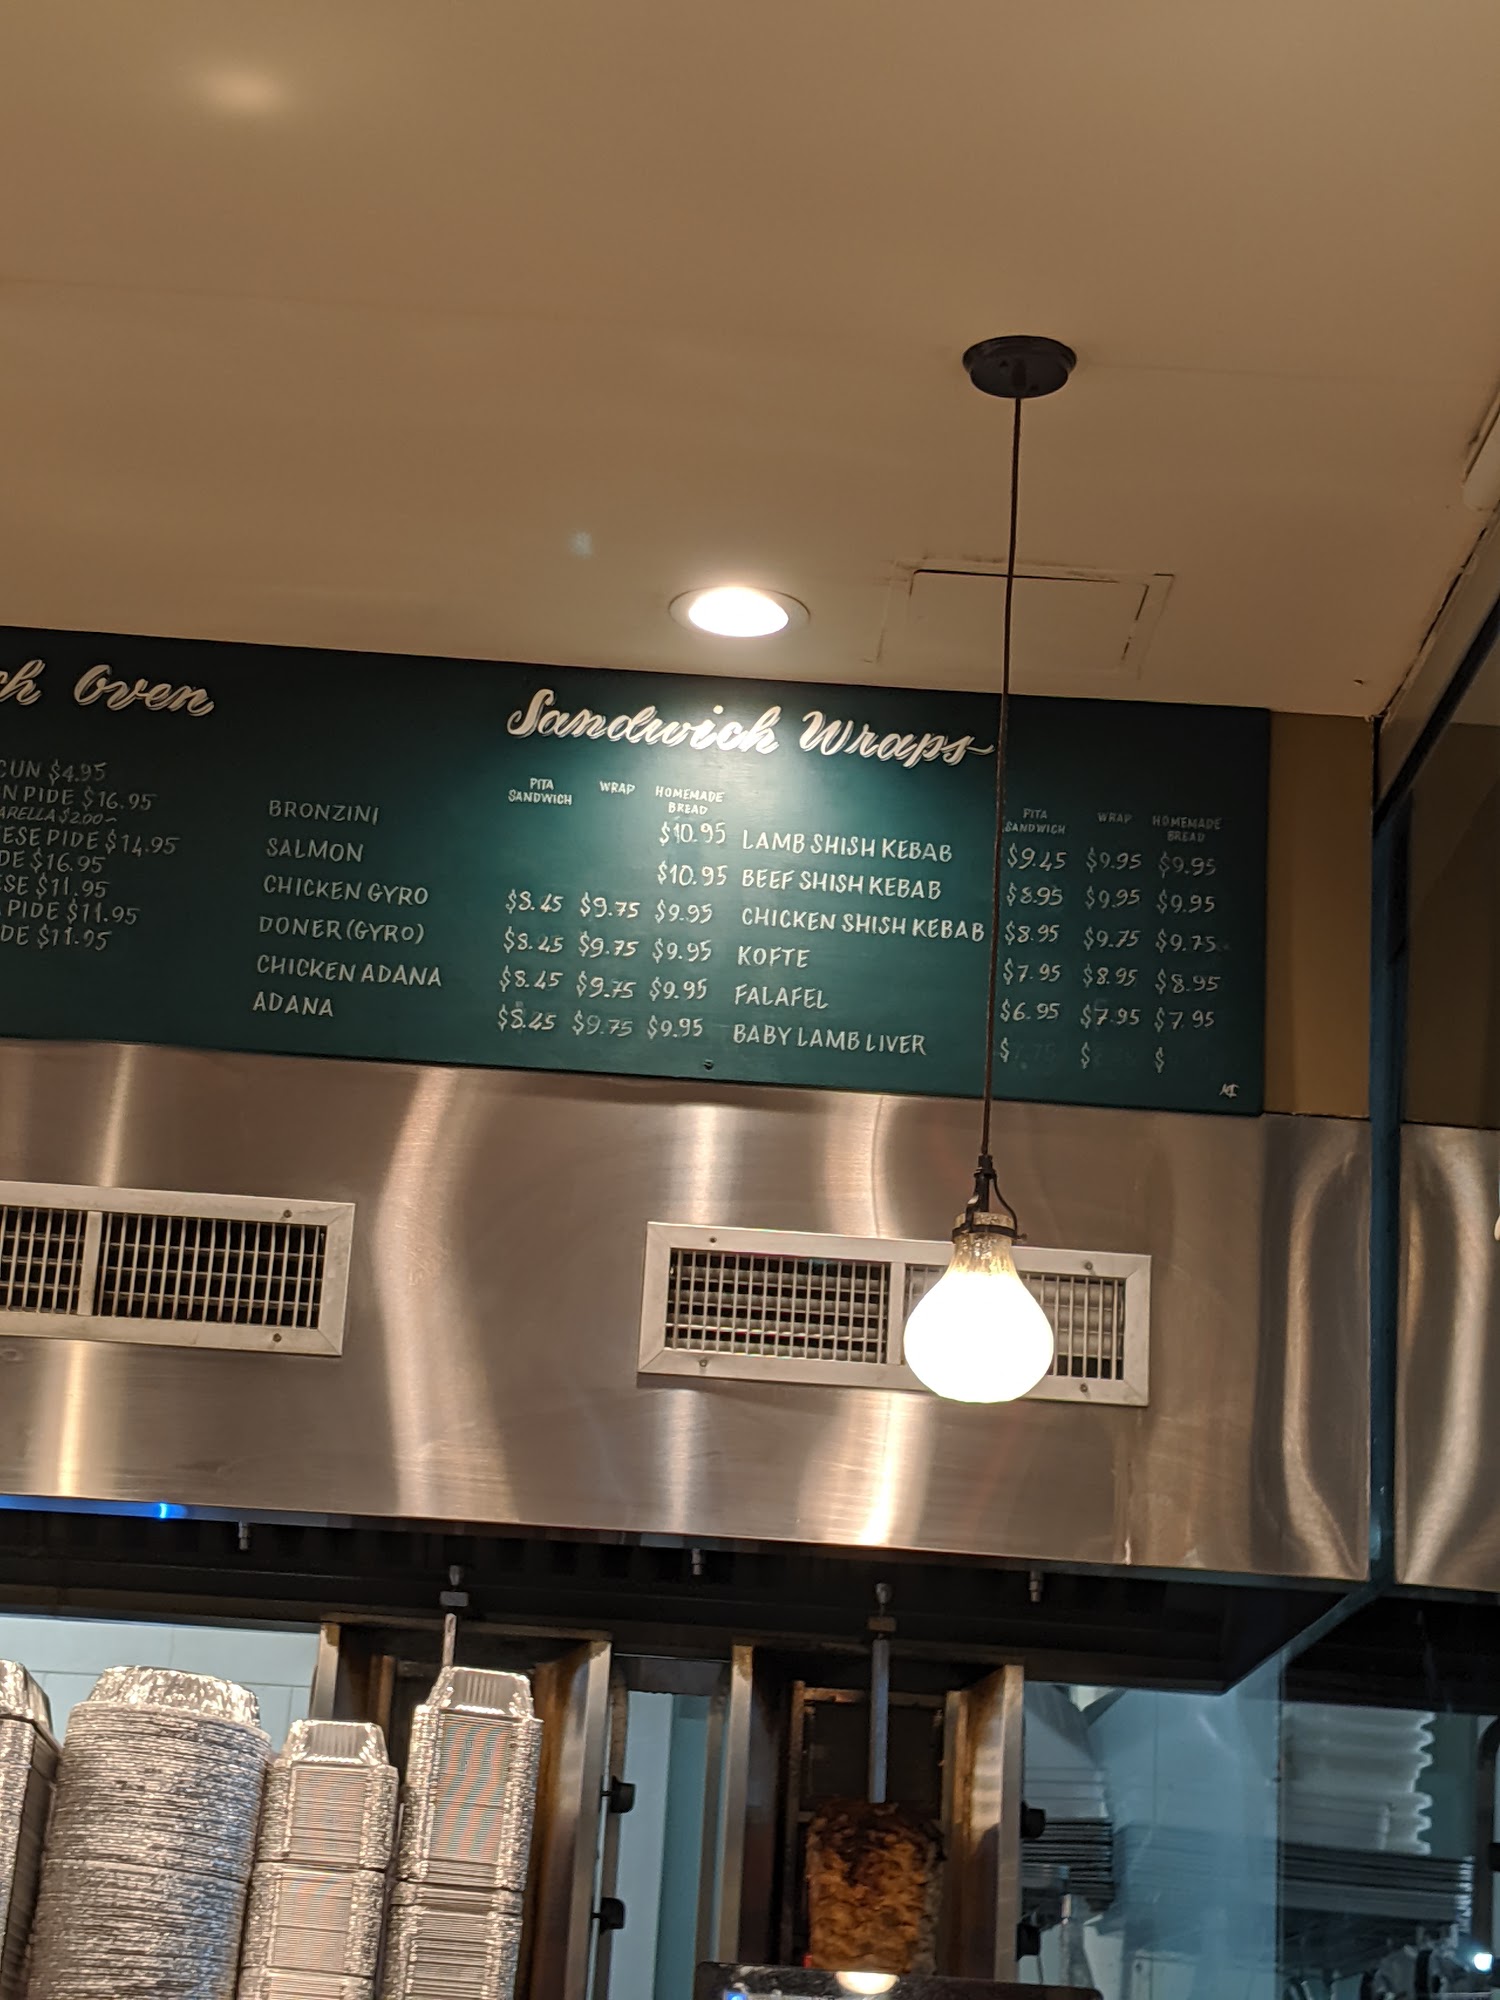 ch Oven
CUN $4.95
N PIDE $16.95
ARELLA $2.00~
ESE PIDE $14.95
DE $16.95
SE $11.95
PIDE $11.95
DE $11.95
Sandwich Wraps
PITA SANDWICH WRAP HOMEMADE BREAD
BRONZINI $10.95
SALMON $10.95
CHICKEN GYRO $8.45 $9.75 $9.95
DONER (GYRO) $8.45 $9.75 $9.95
CHICKEN ADANA $8.45 $9.75 $9.95
ADANA $8.45 $9.75 $9.95
PITA SANDWICH WRAP HOMEMADE BREAD
LAMB SHISH KEBAB $9.45 $9.95 $9.95
BEEF SHISH KEBAB $8.95 $9.95 $9.95
CHICKEN SHISH KEBAB $8.95 $9.75 $9.75
KOFTE $7.95 $8.95 $8.95
FALAFEL $6.95 $7.95 $7.95
BABY LAMB LIVER $ $ $